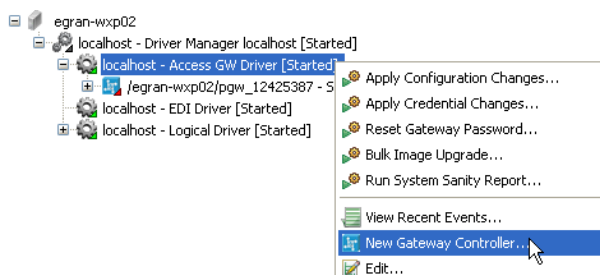 egran-wxp02
localhost - Driver Manager localhost [Started]
localhost - Access GW Driver [Started]
/egran-wxp02/pgw_12425387 - S
localhost - EDI Driver [Started]
localhost - Logical Driver [Started]
Apply Configuration Changes...
Apply Credential Changes...
Reset Gateway Password...
Bulk Image Upgrade...
Run System Sanity Report...
View Recent Events...
New Gateway Controller...
Edit...